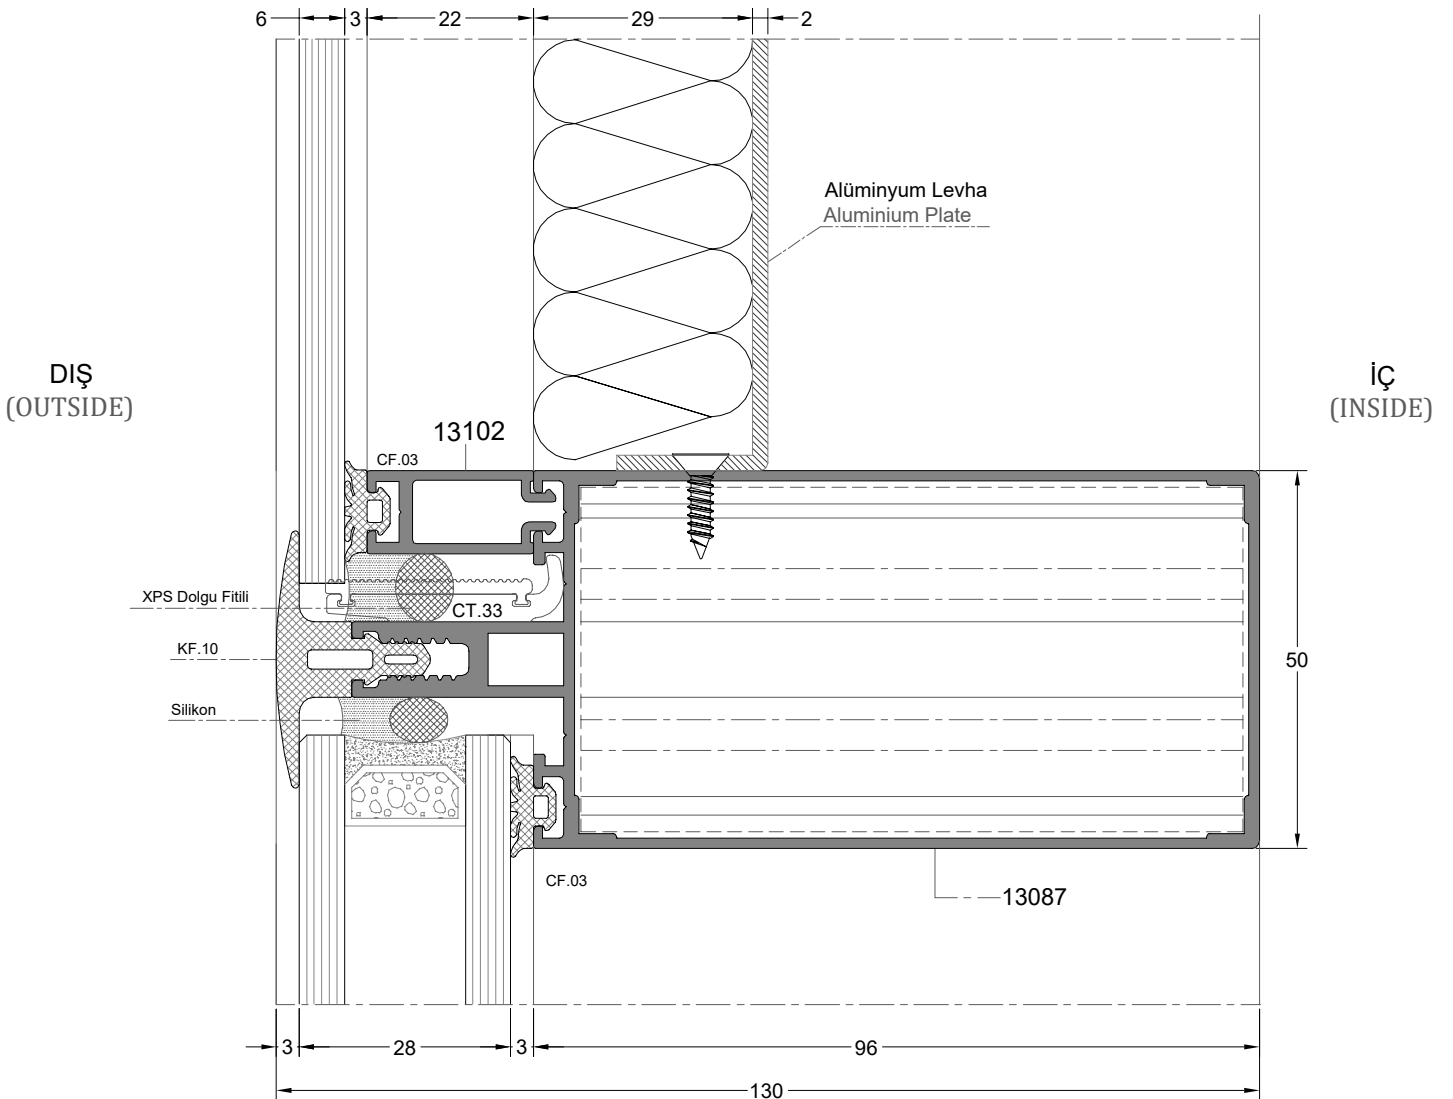 6 3 22 29 2
Alüminyum Levha
Aluminium Plate
DIŞ
(OUTSIDE)
İÇ
(INSIDE)
13102
CF.03
XPS Dolgu Fitili
CT.33
KF.10
50
Silikon
CF.03
13087
3 28 3 96
130